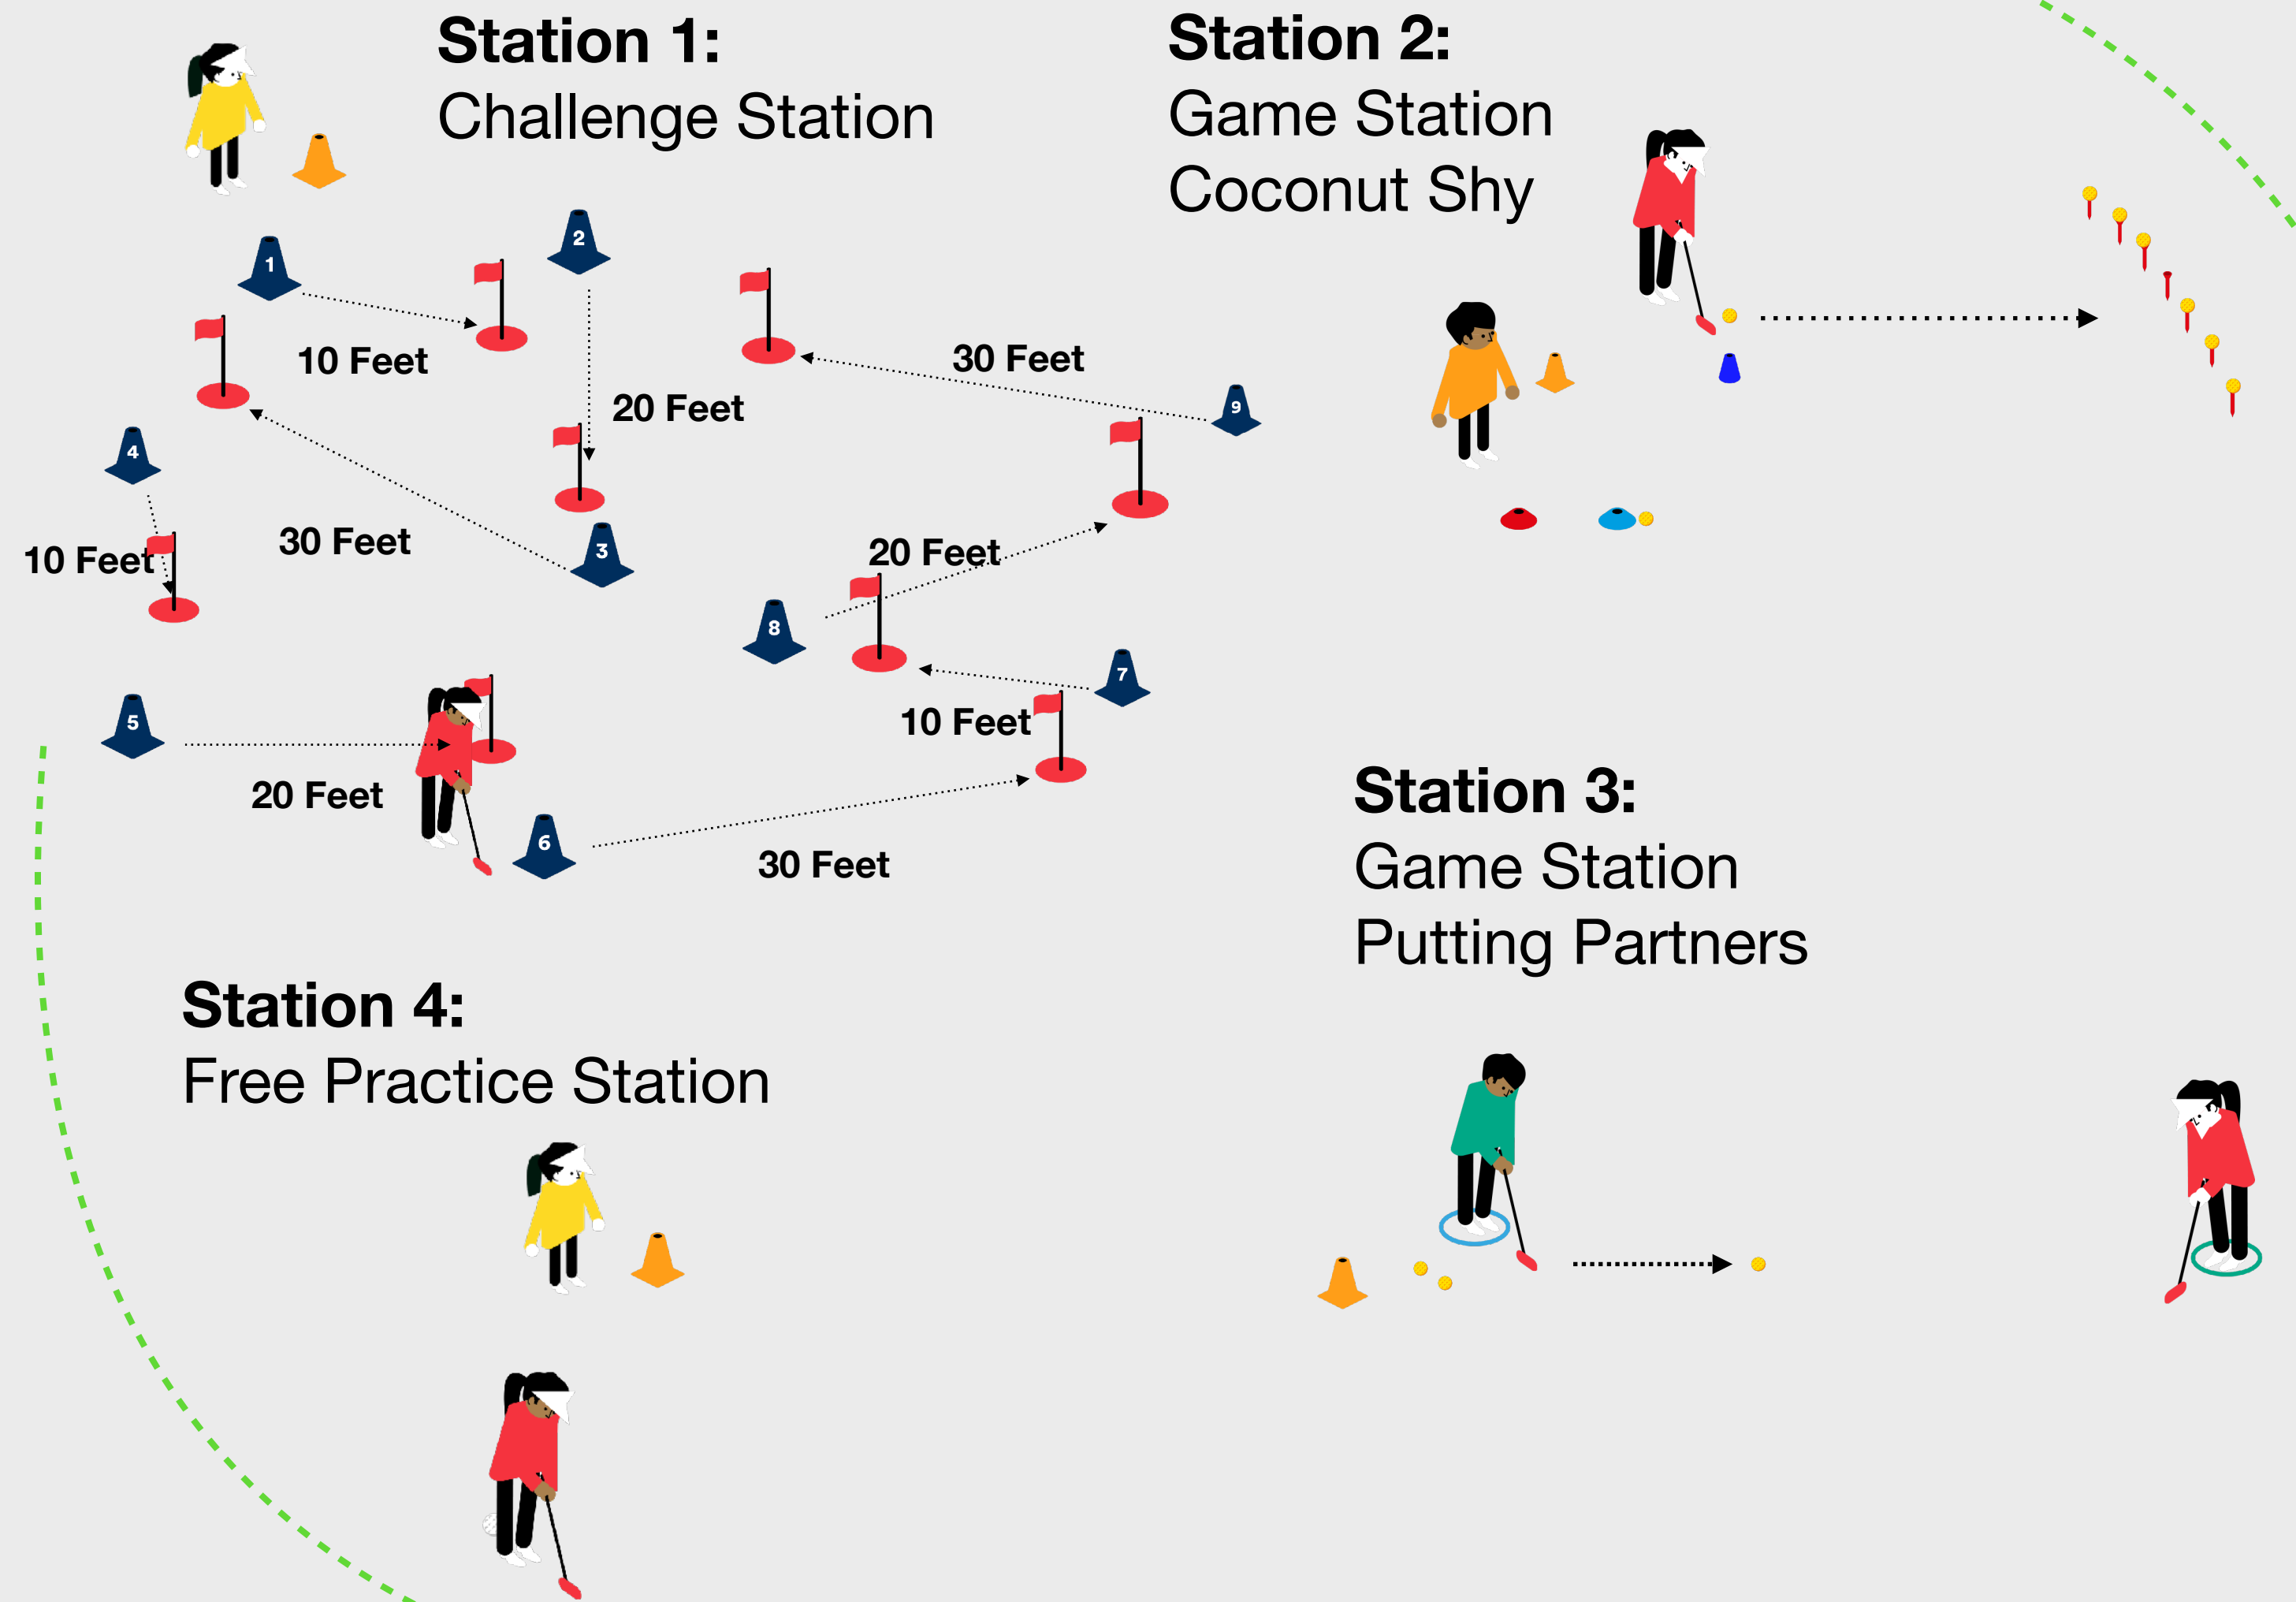 Station 1:
Challenge Station
Station 2:
Game Station
Coconut Shy
1
2
10 Feet
30 Feet
20 Feet
9
4
3
10 Feet
30 Feet
20 Feet
8
7
5
10 Feet
20 Feet
6
30 Feet
Station 3:
Game Station
Putting Partners
Station 4:
Free Practice Station